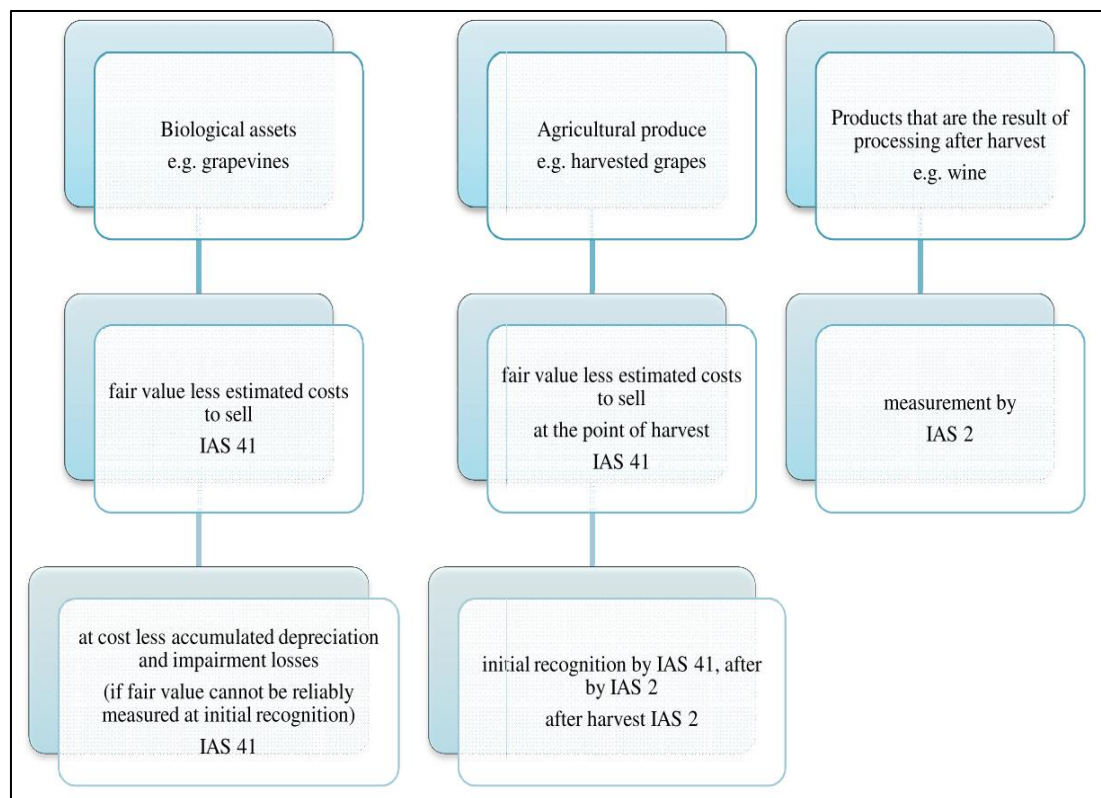 Biological assets
e.g. grapevines
Agricultural produce
e.g. harvested grapes
Products that are the result of
processing after harvest
e.g. wine
fair value less estimated costs
to sell
IAS 41
fair value less estimated costs
to sell
at the point of harvest
IAS 41
measurement by
IAS 2
at cost less accumulated depreciation
and impairment losses
(if fair value cannot be reliably
measured at initial recognition)
IAS 41
initial recognition by IAS 41, after
by IAS 2
after harvest IAS 2